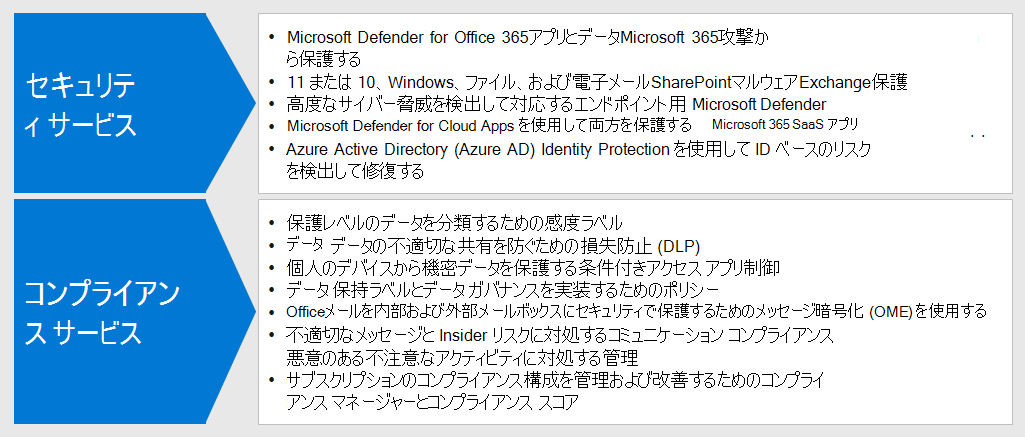 セキュリテ
ィ サービス
• Microsoft Defender for Office 365アプリとデータMicrosoft 365攻撃か
ら保護する
• 11 または 10、Windows、ファイル、および電子メールSharePointマルウェアExchange保護
• 高度なサイバー脅威を検出して対応するエンドポイント用 Microsoft Defender
• Microsoft Defender for Cloud Apps を使用して両方を保護する Microsoft 365 SaaS アプリ
. .
• Azure Active Directory (Azure AD) Identity Protection を使用して ID ベースのリスク
を検出して修復する
コンプライアン
ス サービス
• 保護レベルのデータを分類するための感度ラベル
• データ データの不適切な共有を防ぐための損失防止 (DLP)
• 個人のデバイスから機密データを保護する条件付きアクセス アプリ制御
• データ保持ラベルとデータ ガバナンスを実装するためのポリシー
• Officeメールを内部および外部メールボックスにセキュリティで保護するためのメッセージ暗号化 (OME) を使用する
• 不適切なメッセージと Insider リスクに対処するコミュニケーション コンプライアンス
悪意のある不注意なアクティビティに対処する管理
• サブスクリプションのコンプライアンス構成を管理および改善するためのコンプライ
アンス マネージャーとコンプライアンス スコア